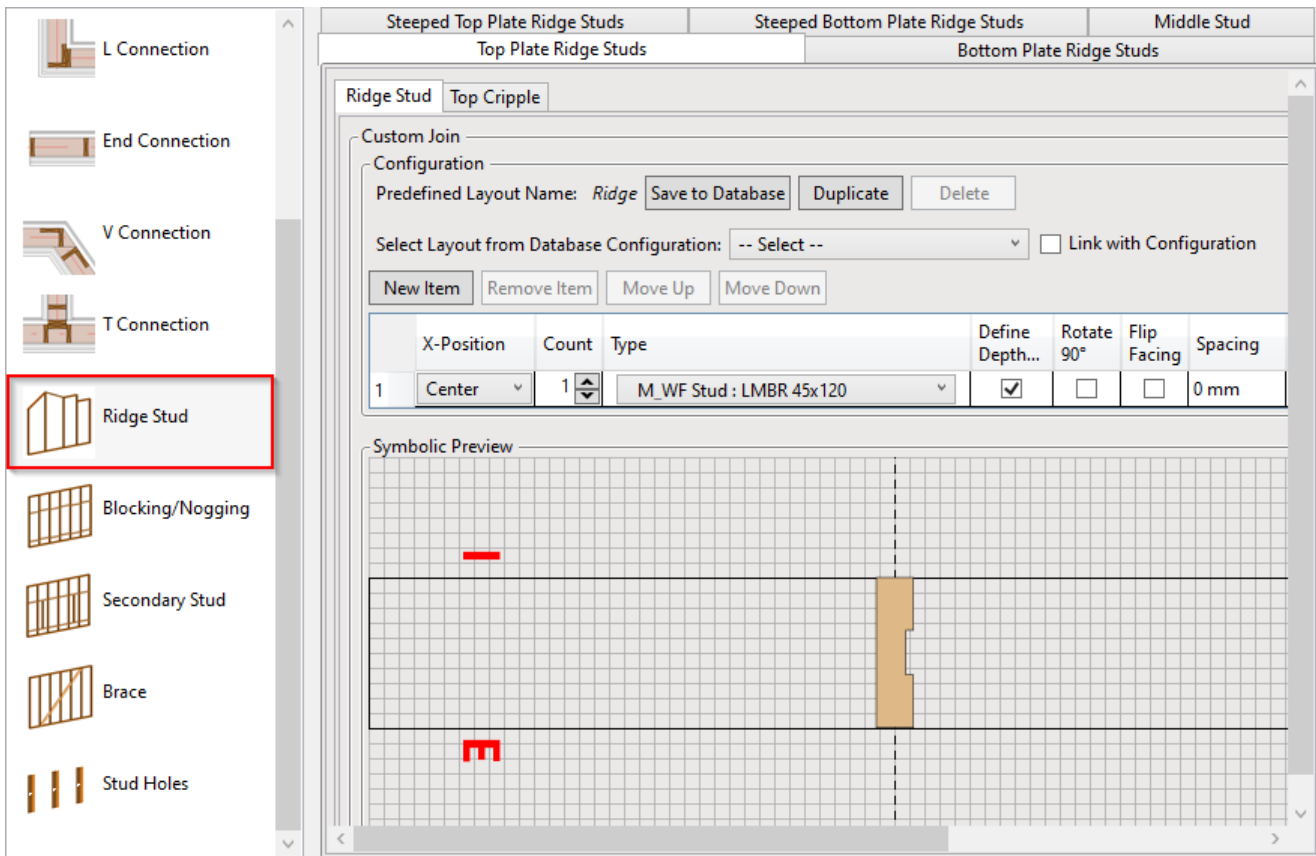 L Connection
End Connection
V Connection
T Connection
Ridge Stud
Blocking/Nogging
Secondary Stud
Brace
Stud Holes
Steeped Top Plate Ridge Studs Steeped Bottom Plate Ridge Studs Middle Stud
Top Plate Ridge Studs Bottom Plate Ridge Studs
Ridge Stud Top Cripple
Custom Join
Configuration
Predefined Layout Name: Ridge Save to Database Duplicate Delete
Select Layout from Database Configuration: -- Select -- Link with Configuration
New Item Remove Item Move Up Move Down
X-Position Count Type Define Depth... Rotate 90° Flip Facing Spacing
1 Center 1 M_WF Stud : LMBR 45x120 0 mm
Symbolic Preview
I
E